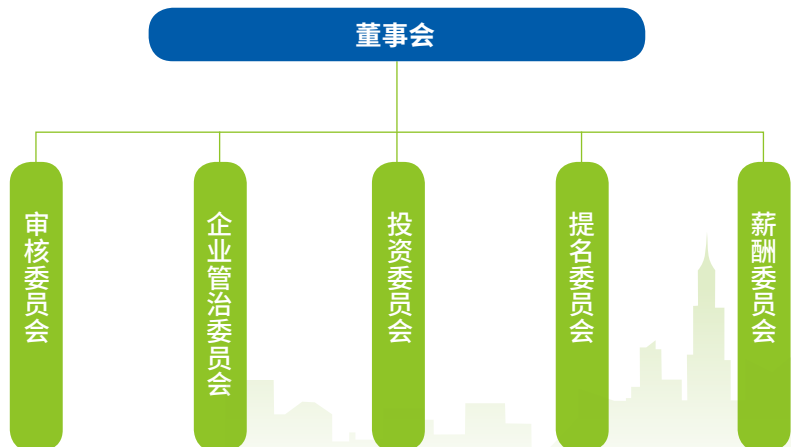 董事会
审核委员会
企业管治委员会
投资委员会
提名委员会
薪酬委员会